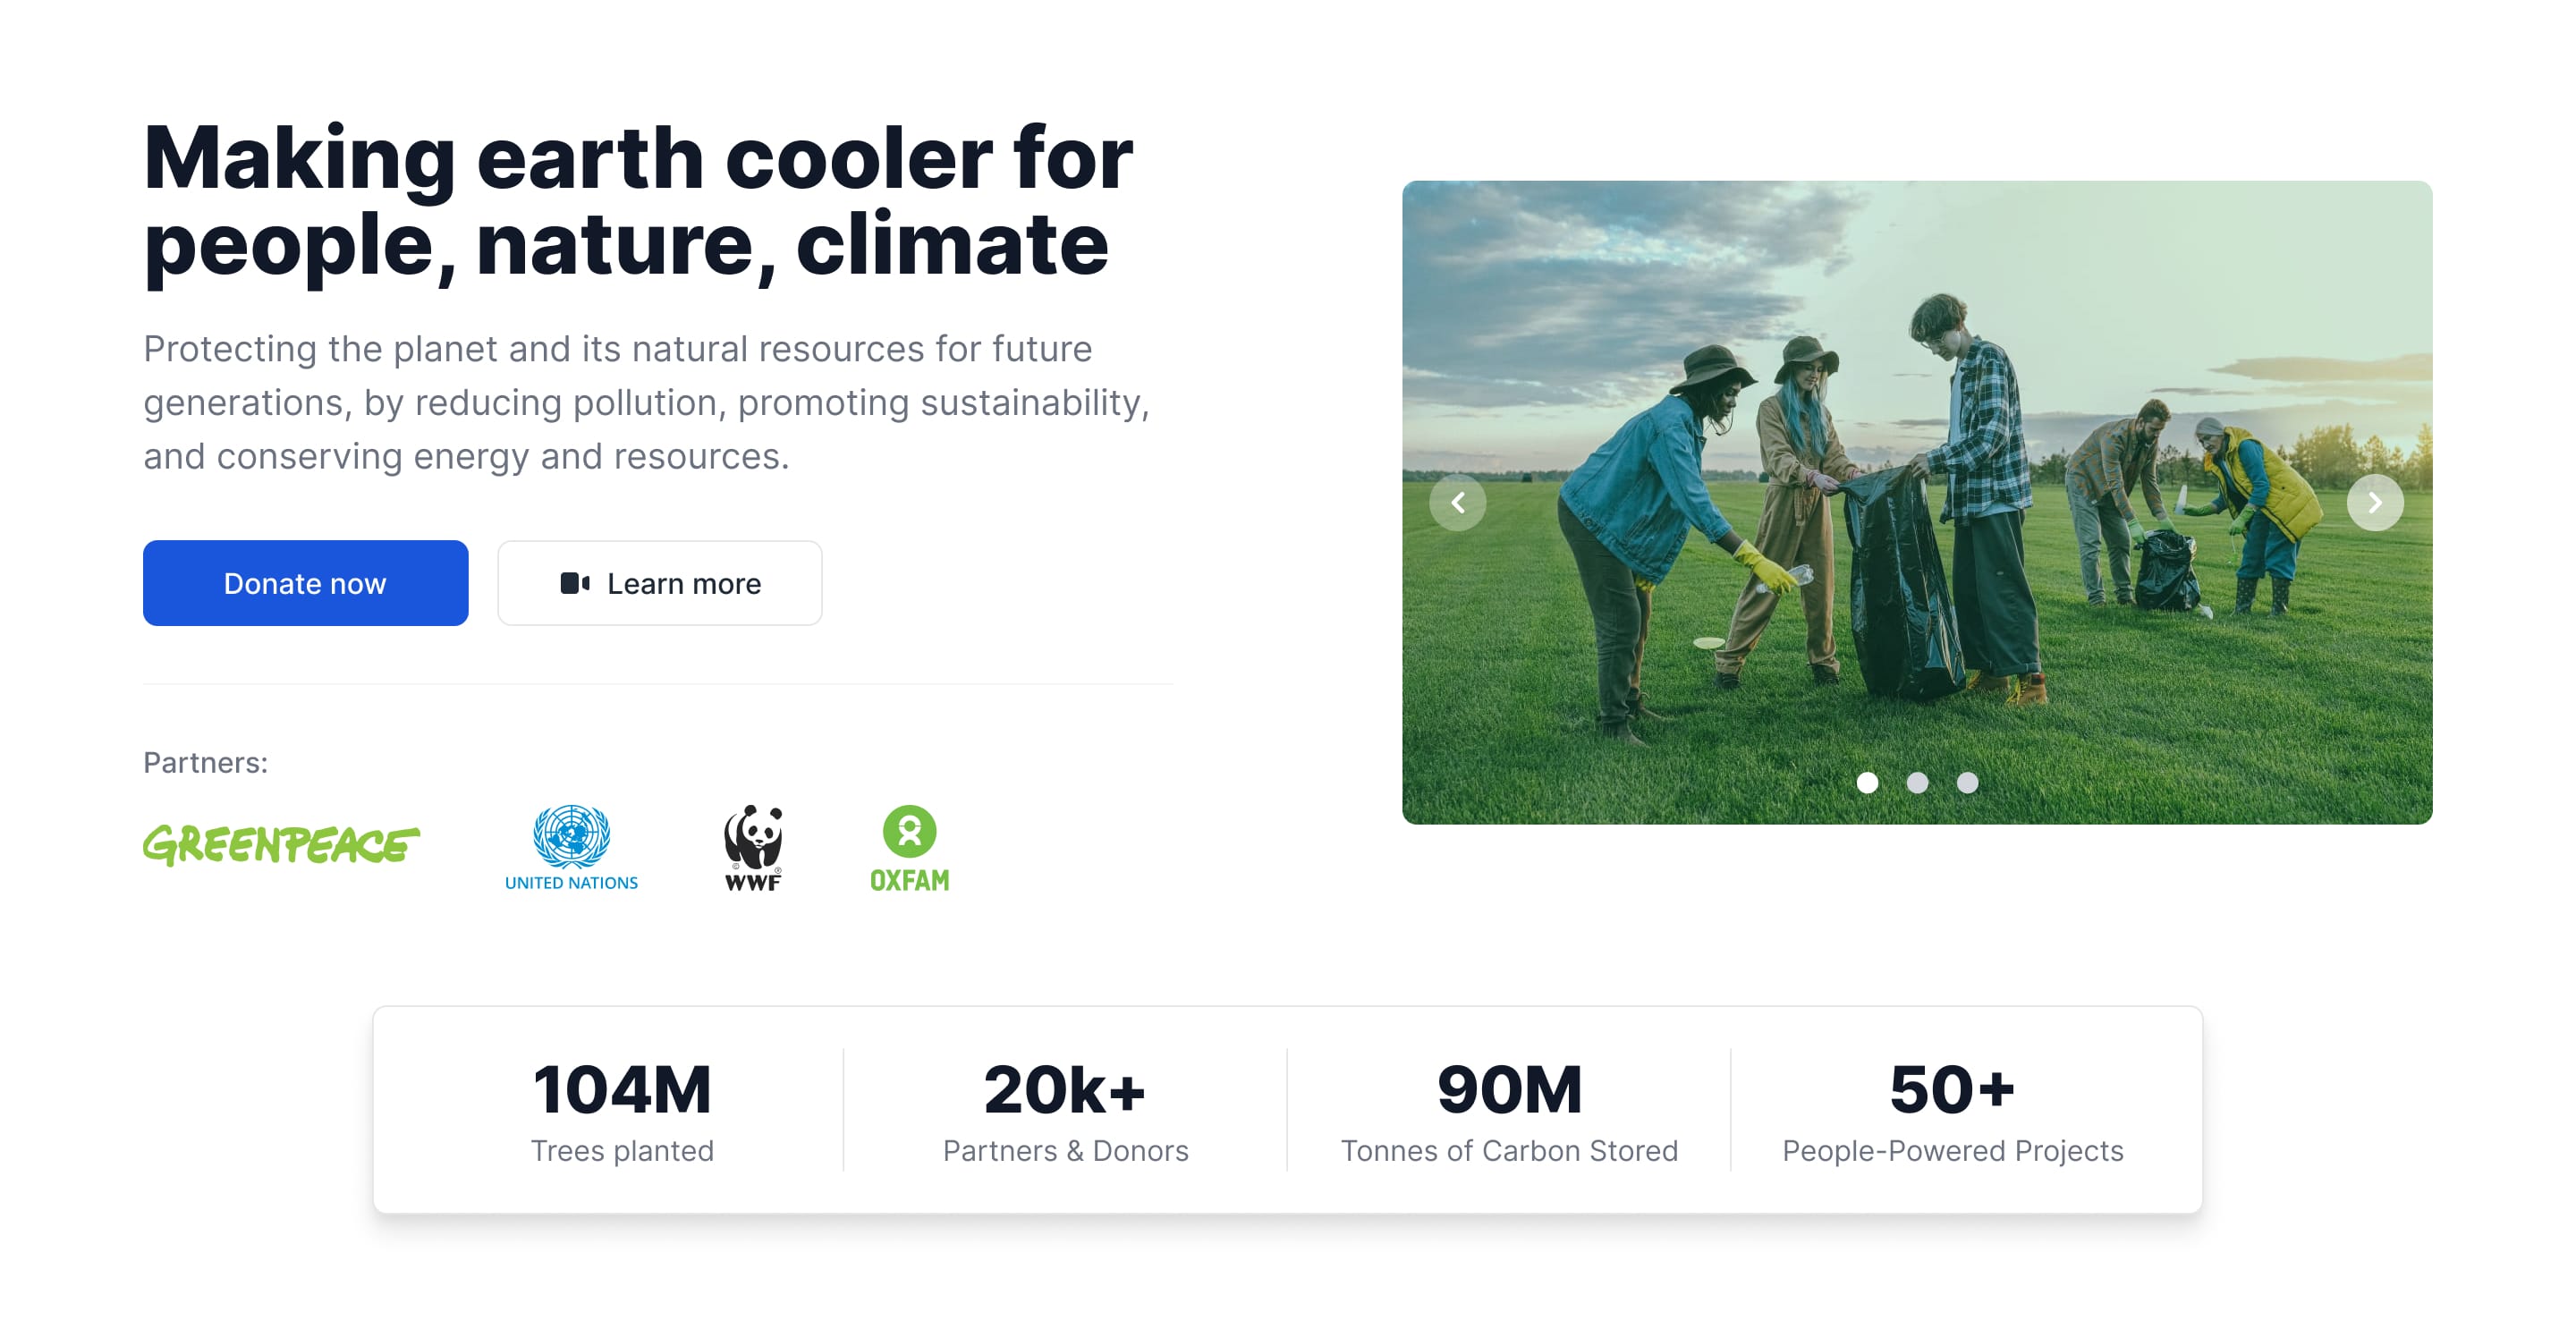 Making earth cooler for
people, nature, climate
Protecting the planet and its natural resources for future
generations, by reducing pollution, promoting sustainability,
and conserving energy and resources.
Donate now
Learn more
Partners:
GREENPEACE
UNITED NATIONS
© ®
WWF
OXFAM
104M
Trees planted
20k+
Partners & Donors
90M
Tonnes of Carbon Stored
50+
People-Powered Projects